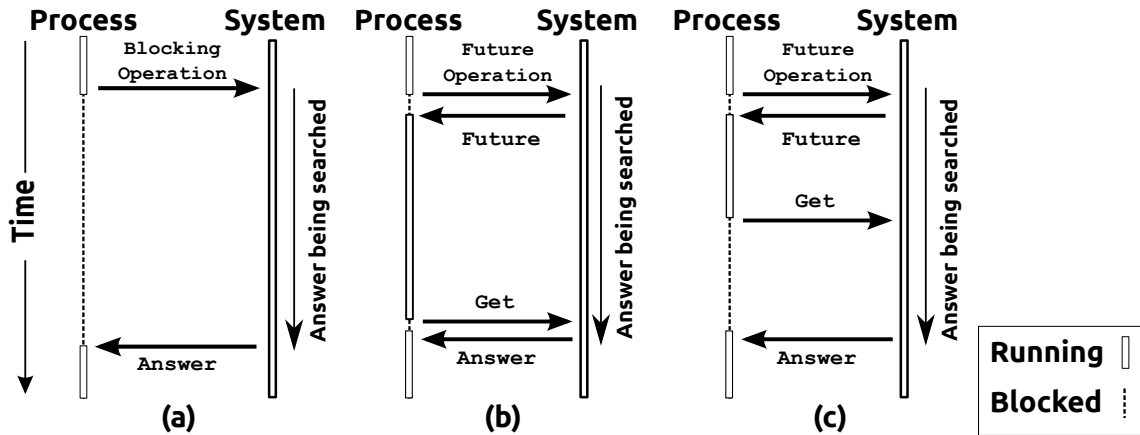 Process System
Blocking
Operation
Answer
Answer being searched
Time
(a)
Process System
Future
Operation
Future
Get
Answer
Answer being searched
(b)
Process System
Future
Operation
Future
Get
Answer
Answer being searched
(c)
Running
Blocked